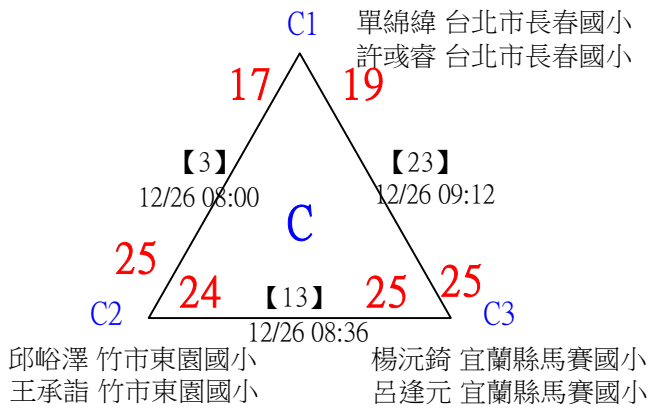 C1
單綿緯 台北市長春國小
許彧睿 台北市長春國小
17
19
【3】
12/26 08:00
【23】
12/26 09:12
C
25
24
【13】
25
25
12/26 08:36
C2
C3
邱峪澤 竹市東園國小
王承詣 竹市東園國小
楊沅錡 宜蘭縣馬賽國小
呂逢元 宜蘭縣馬賽國小